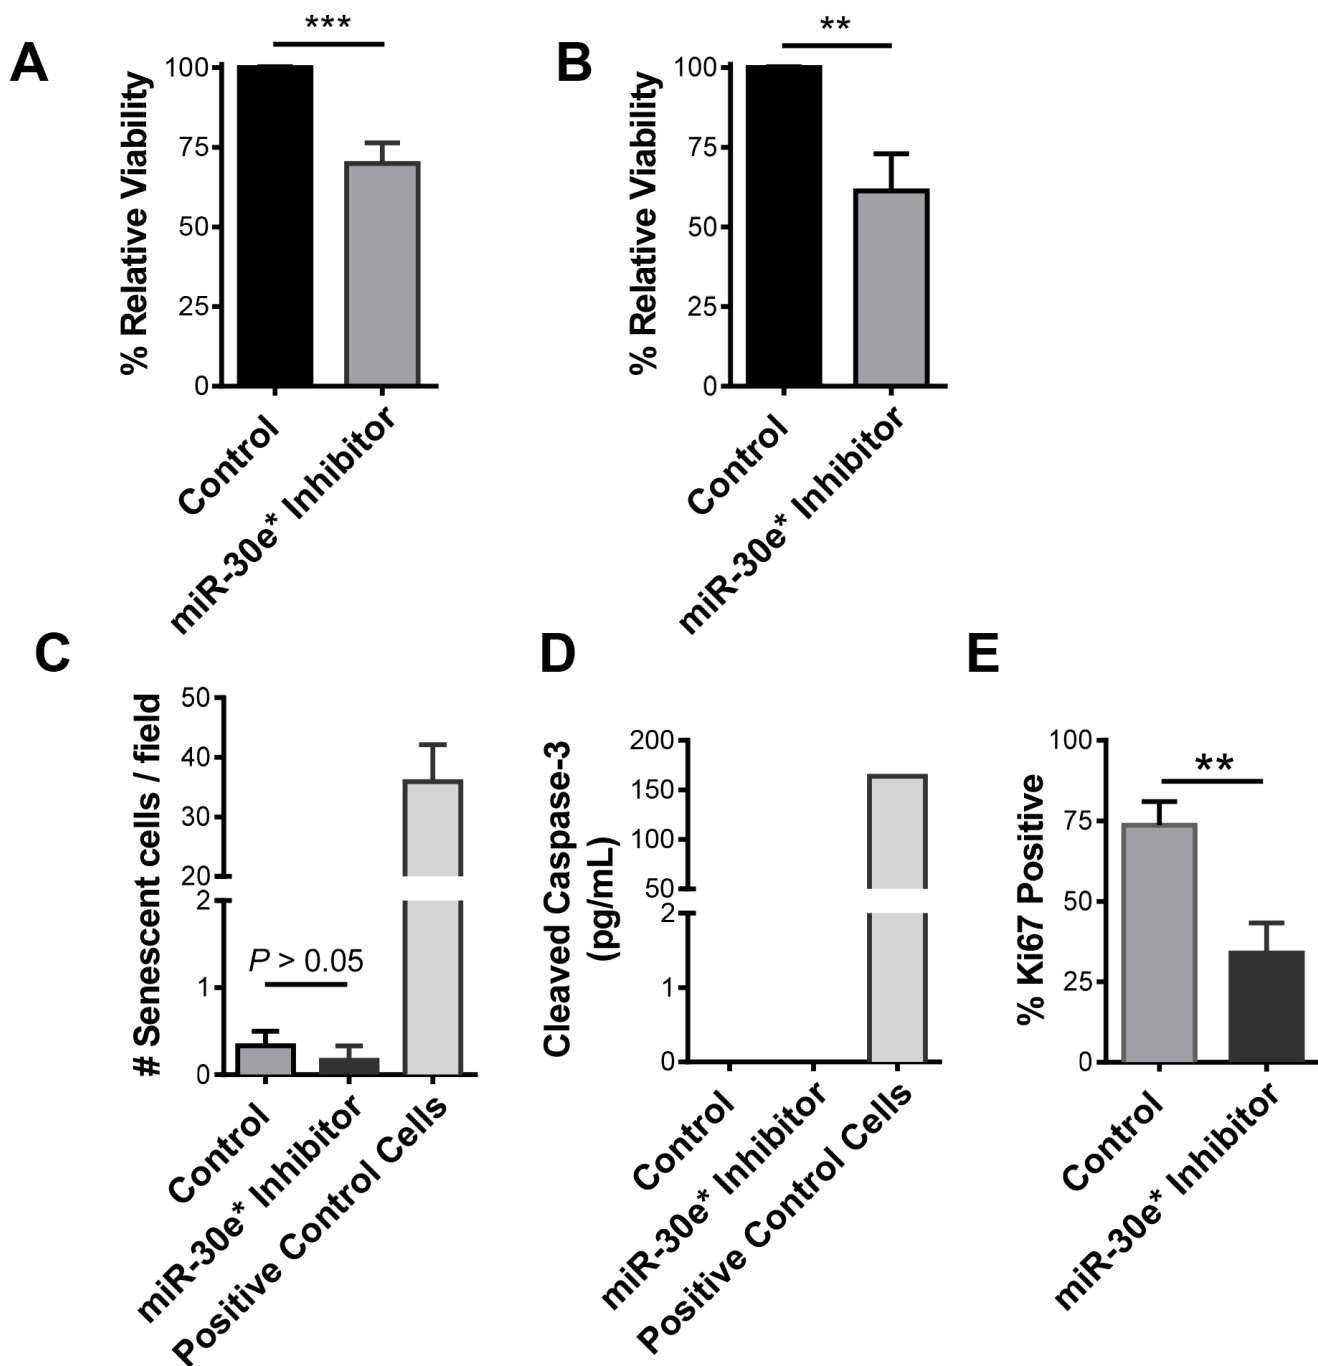 A
% Relative Viability
100
75
50
25
0
***
Control
miR-30e* Inhibitor
B
% Relative Viability
100
75
50
25
0
**
Control
miR-30e* Inhibitor
C
# Senescent cells / field
50
40
30
20
2
1
0
P > 0.05
Control
miR-30e* Inhibitor
Positive Control Cells
D
Cleaved Caspase-3
(pg/mL)
200
150
100
50
2
1
0
Control
miR-30e* Inhibitor
Positive Control Cells
E
% Ki67 Positive
100
75
50
25
0
**
Control
miR-30e* Inhibitor